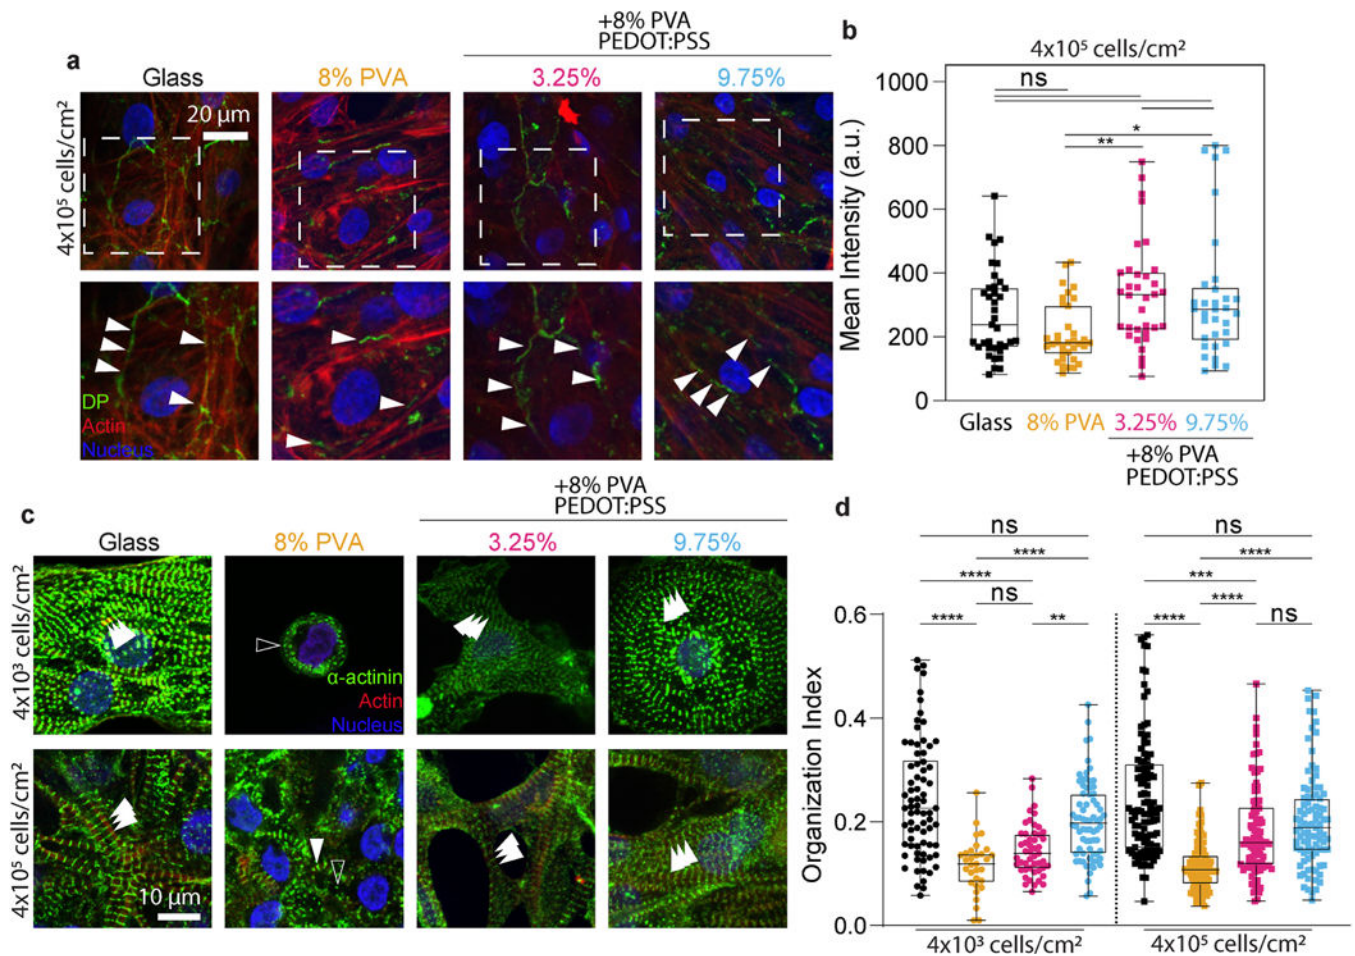 +8% PVA
PEDOT:PSS
a
Glass
8% PVA
3.25%
9.75%
4x10⁵ cells/cm²
20 µm
DP
Actin
Nucleus
b
4x10⁵ cells/cm²
Mean Intensity (a.u.)
1000
800
600
400
200
0
ns
*
**
Glass
8% PVA
3.25%
9.75%
+8% PVA
PEDOT:PSS
c
+8% PVA
PEDOT:PSS
Glass
8% PVA
3.25%
9.75%
4x10³ cells/cm²
α-actinin
Actin
Nucleus
4x10⁵ cells/cm²
10 µm
d
ns ns
**** ****
**** ***
ns ****
**** ** **** ns
Organization Index
0.6
0.4
0.2
0.0
4x10³ cells/cm² 4x10⁵ cells/cm²